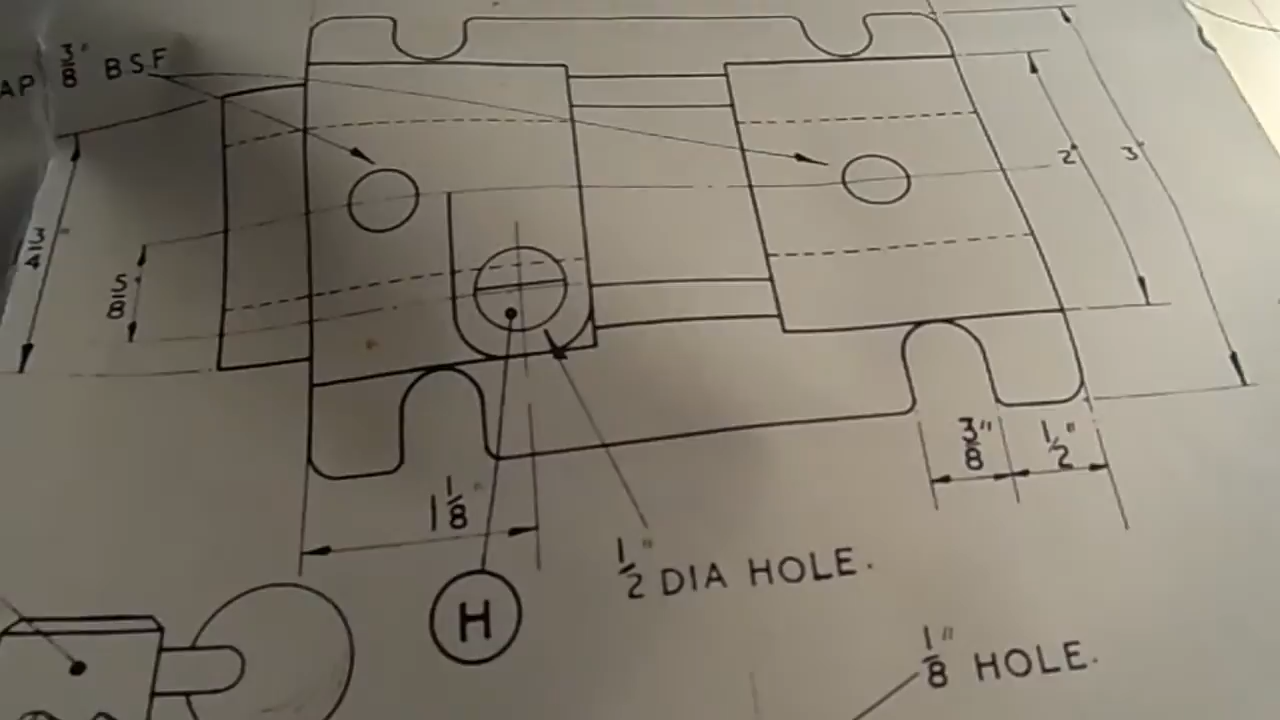 AP 3/8" BSF
2"
3"
3/4"
5/8
3/8"
1/2"
1 1/8"
1/2" DIA HOLE.
H
1/8" HOLE.